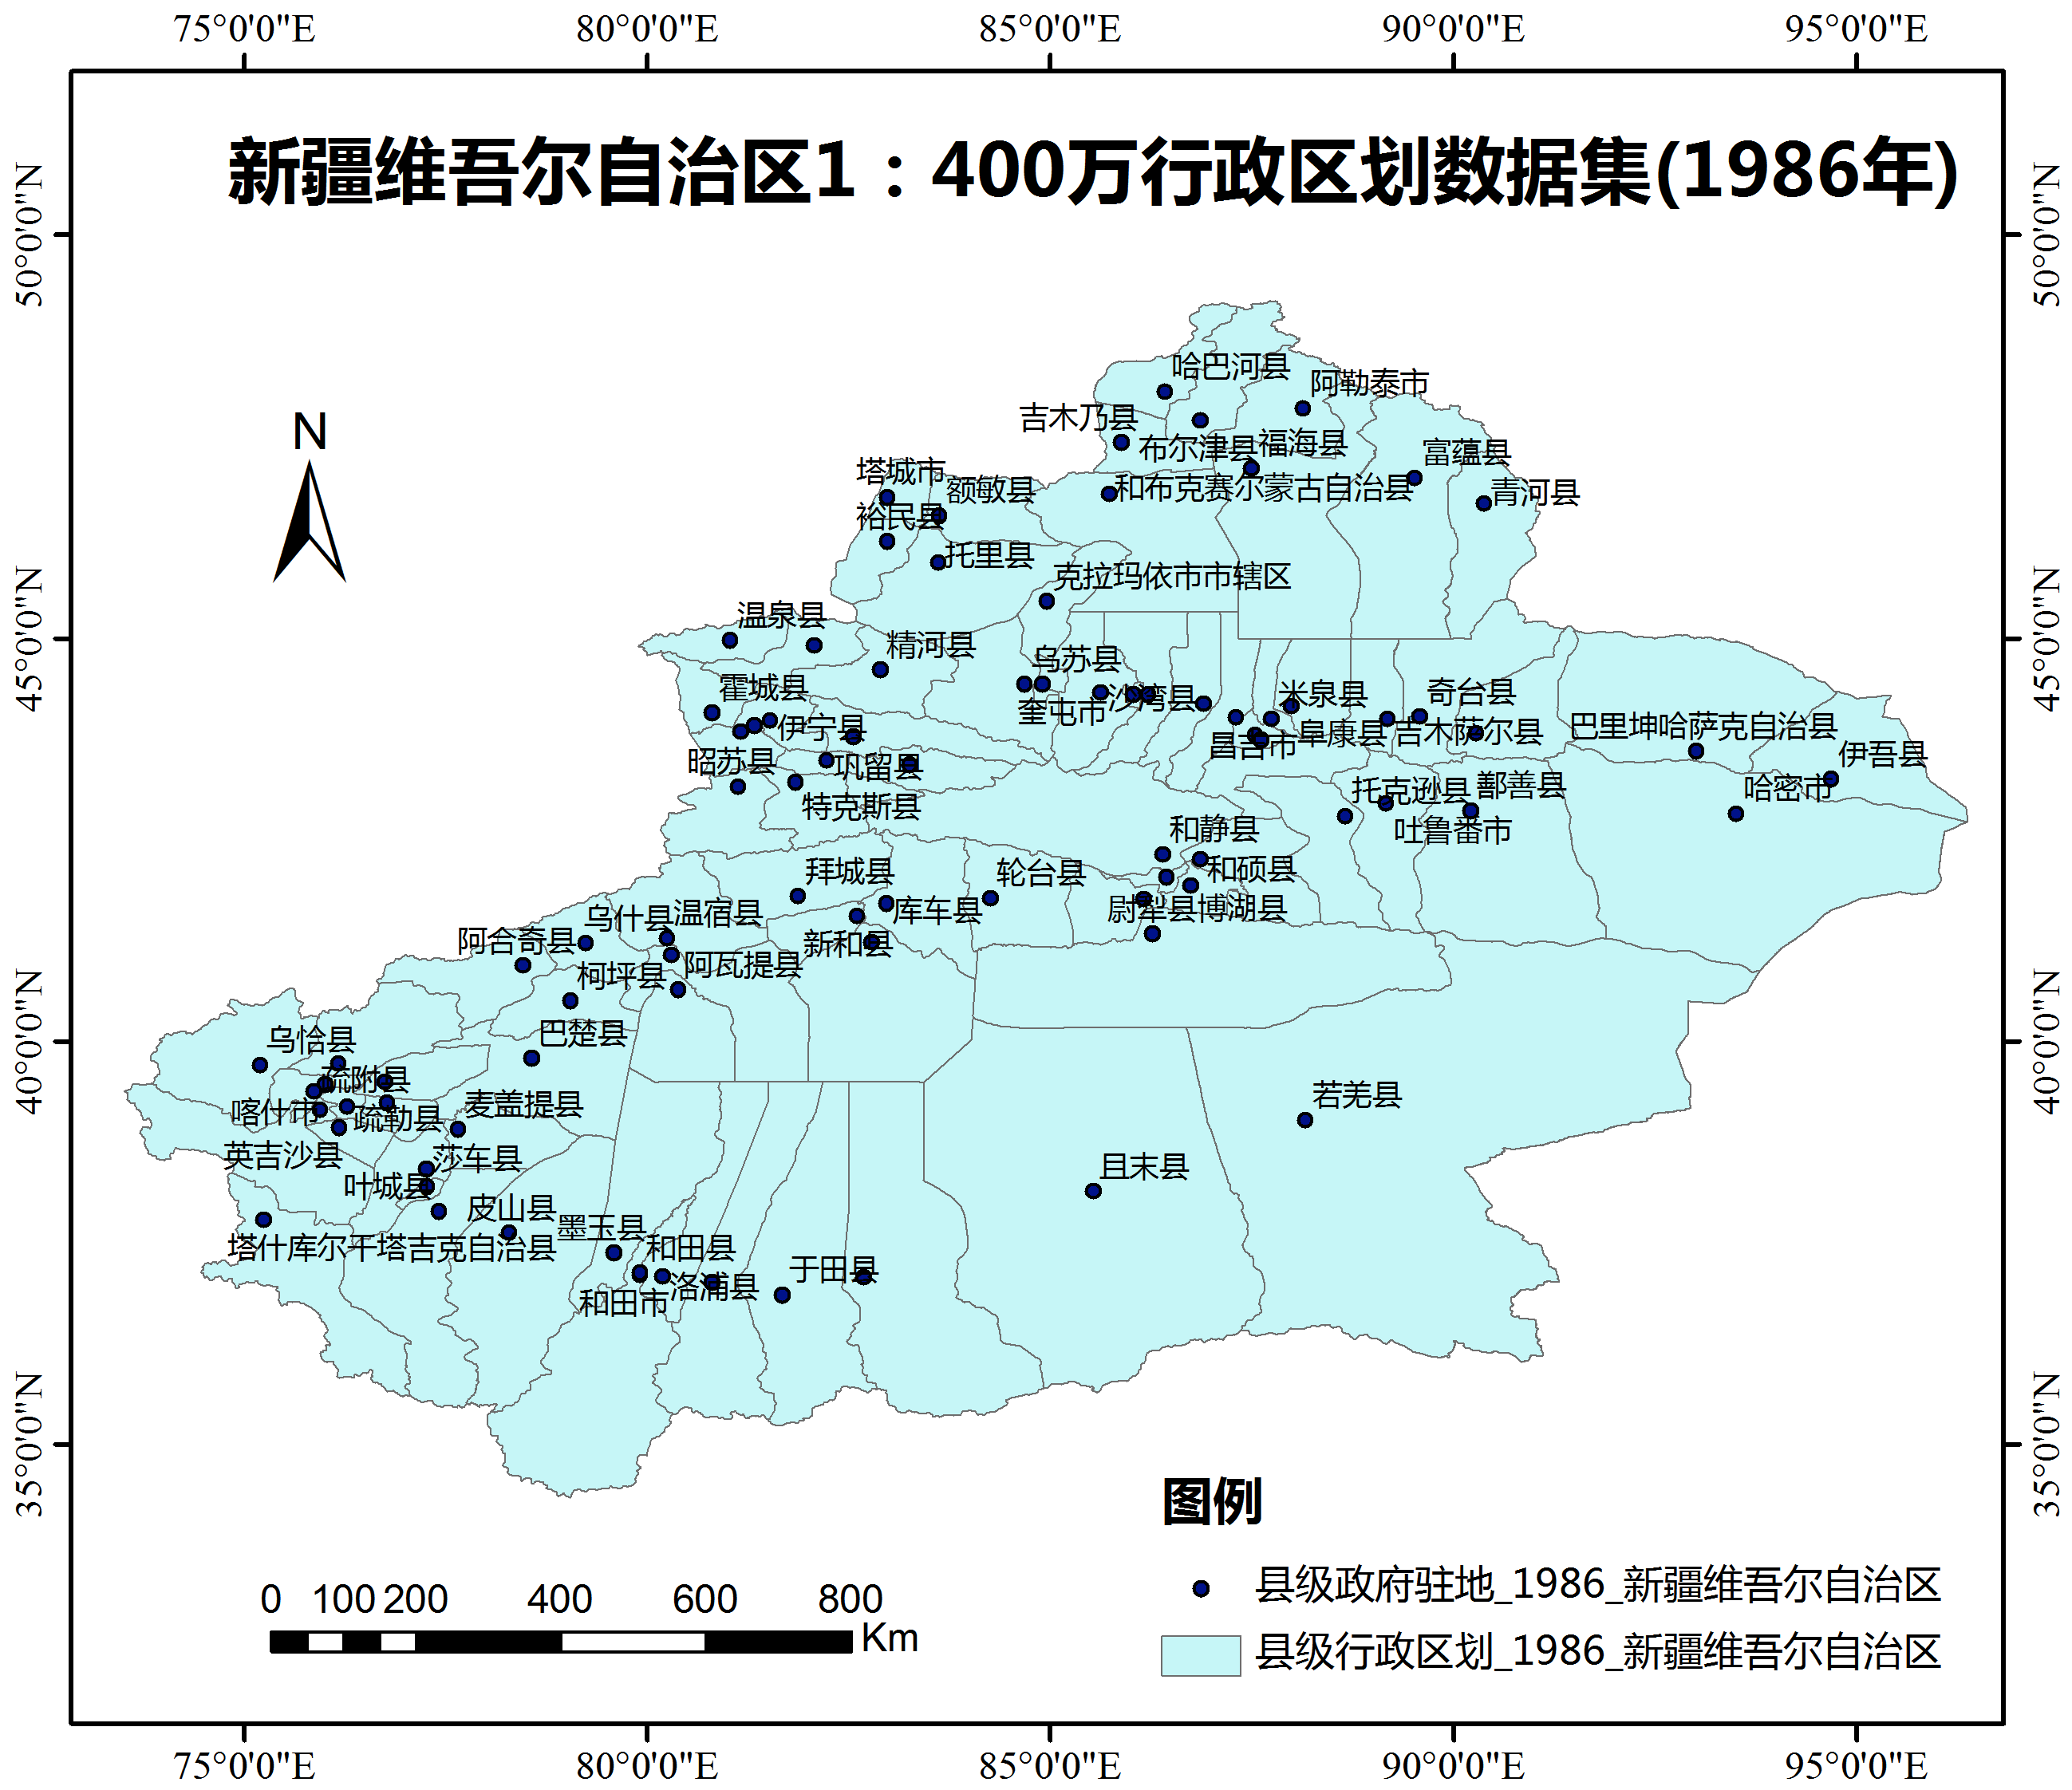 75°0'0"E 80°0'0"E 85°0'0"E 90°0'0"E 95°0'0"E
新疆维吾尔自治区1：400万行政区划数据集(1986年)
50°0'0"N
50°0'0"N
N
哈巴河县
阿勒泰市
吉木乃县
布尔津县
福海县
富蕴县
塔城市
额敏县
和布克赛尔蒙古自治县
青河县
裕民县
托里县
克拉玛依市市辖区
45°0'0"N
45°0'0"N
温泉县
精河县
乌苏县
霍城县
奎屯市
沙湾县
米泉县
奇台县
伊宁县
昌吉市
阜康县
吉木萨尔县
巴里坤哈萨克自治县
伊吾县
昭苏县
巩留县
特克斯县
托克逊县
鄯善县
哈密市
吐鲁番市
和静县
拜城县
轮台县
和硕县
乌什县
温宿县
库车县
尉犁县
博湖县
阿合奇县
新和县
柯坪县
阿瓦提县
40°0'0"N
40°0'0"N
乌恰县
巴楚县
疏附县
喀什市
疏勒县
麦盖提县
若羌县
英吉沙县
莎车县
且末县
叶城县
皮山县
墨玉县
塔什库尔干塔吉克自治县
和田县
于田县
和田市
洛浦县
35°0'0"N
35°0'0"N
图例
县级政府驻地_1986_新疆维吾尔自治区
县级行政区划_1986_新疆维吾尔自治区
0 100 200 400 600 800
Km
75°0'0"E 80°0'0"E 85°0'0"E 90°0'0"E 95°0'0"E